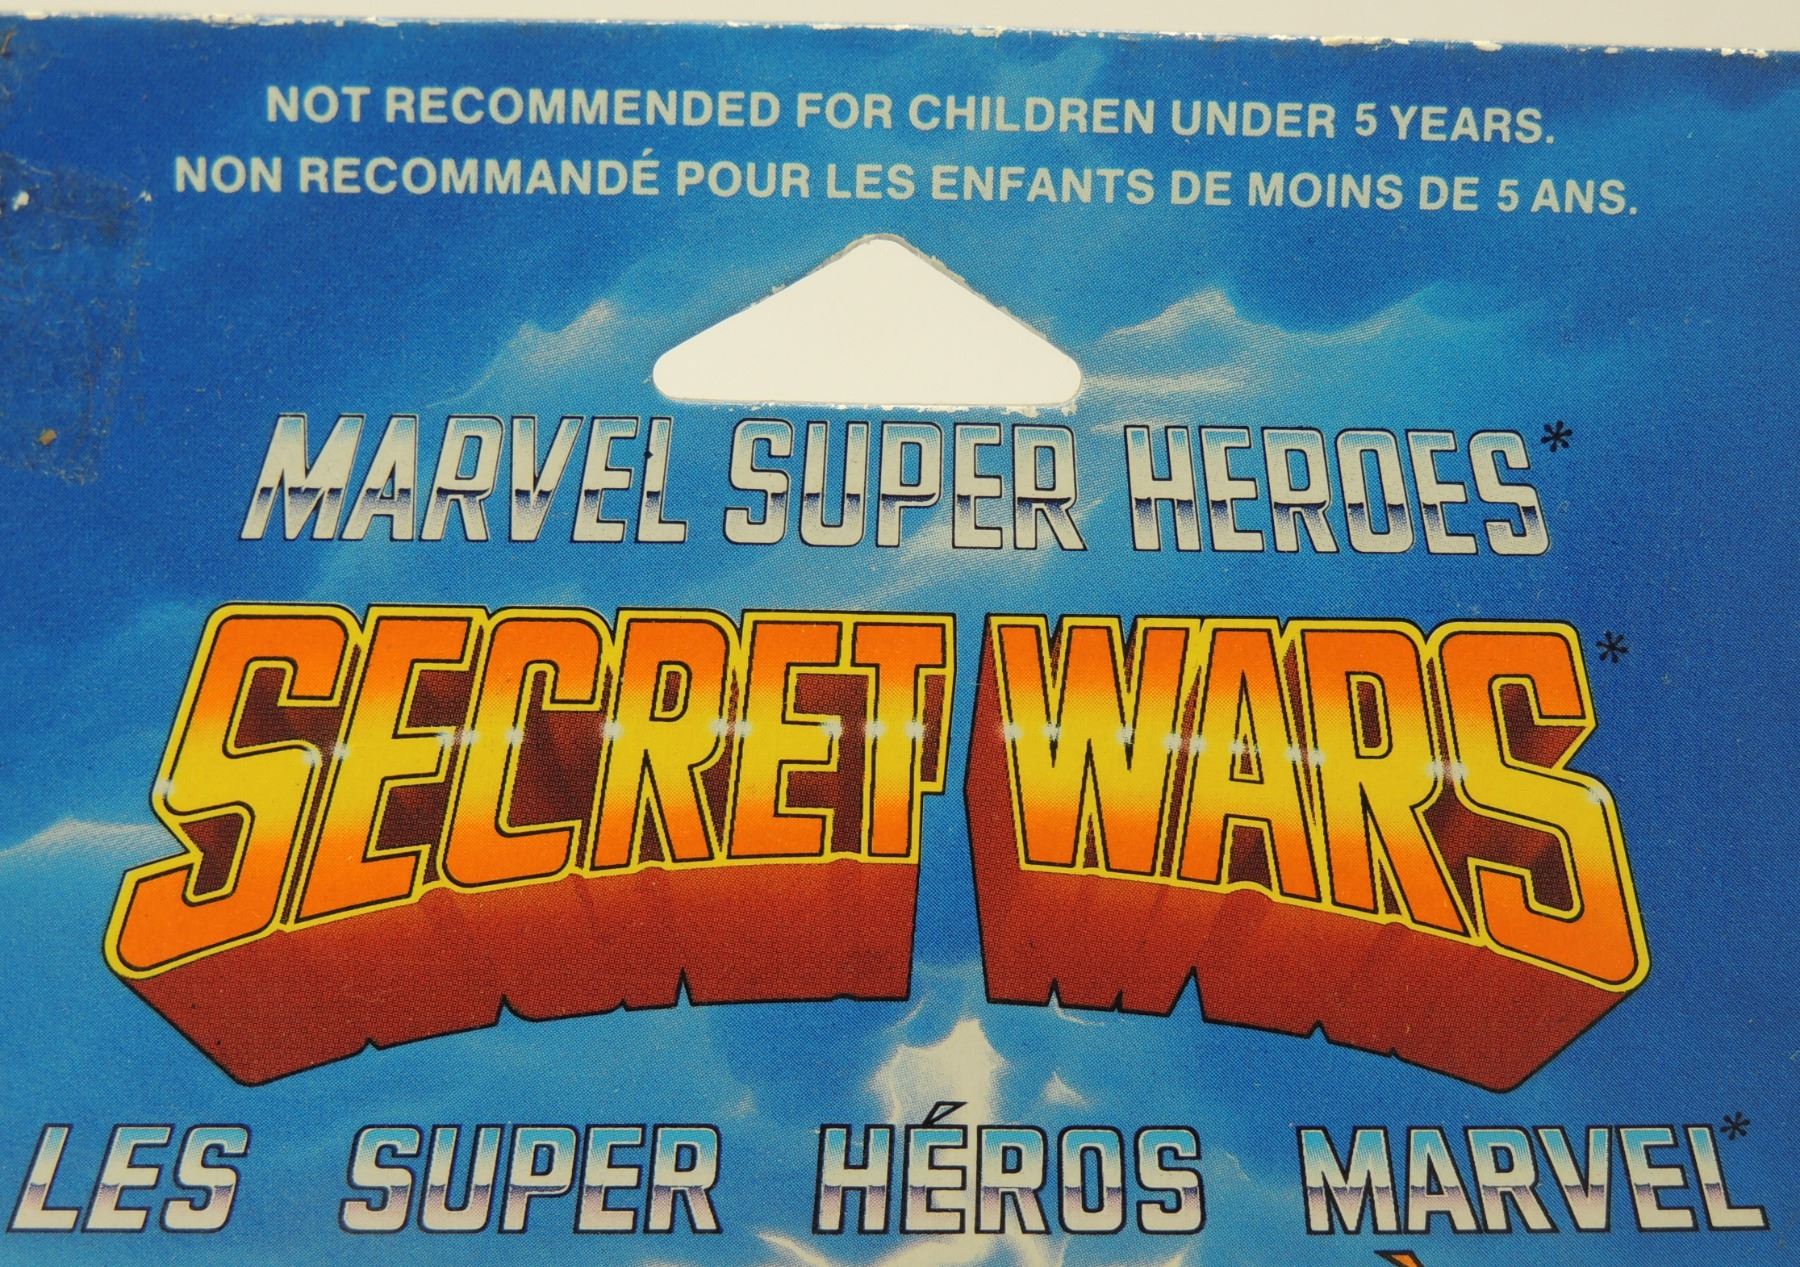 NOT RECOMMENDED FOR CHILDREN UNDER 5 YEARS.
NON RECOMMANDÉ POUR LES ENFANTS DE MOINS DE 5 ANS.
MARVEL SUPER HEROES*
SECRET WARS*
LES SUPER HÉROS MARVEL*